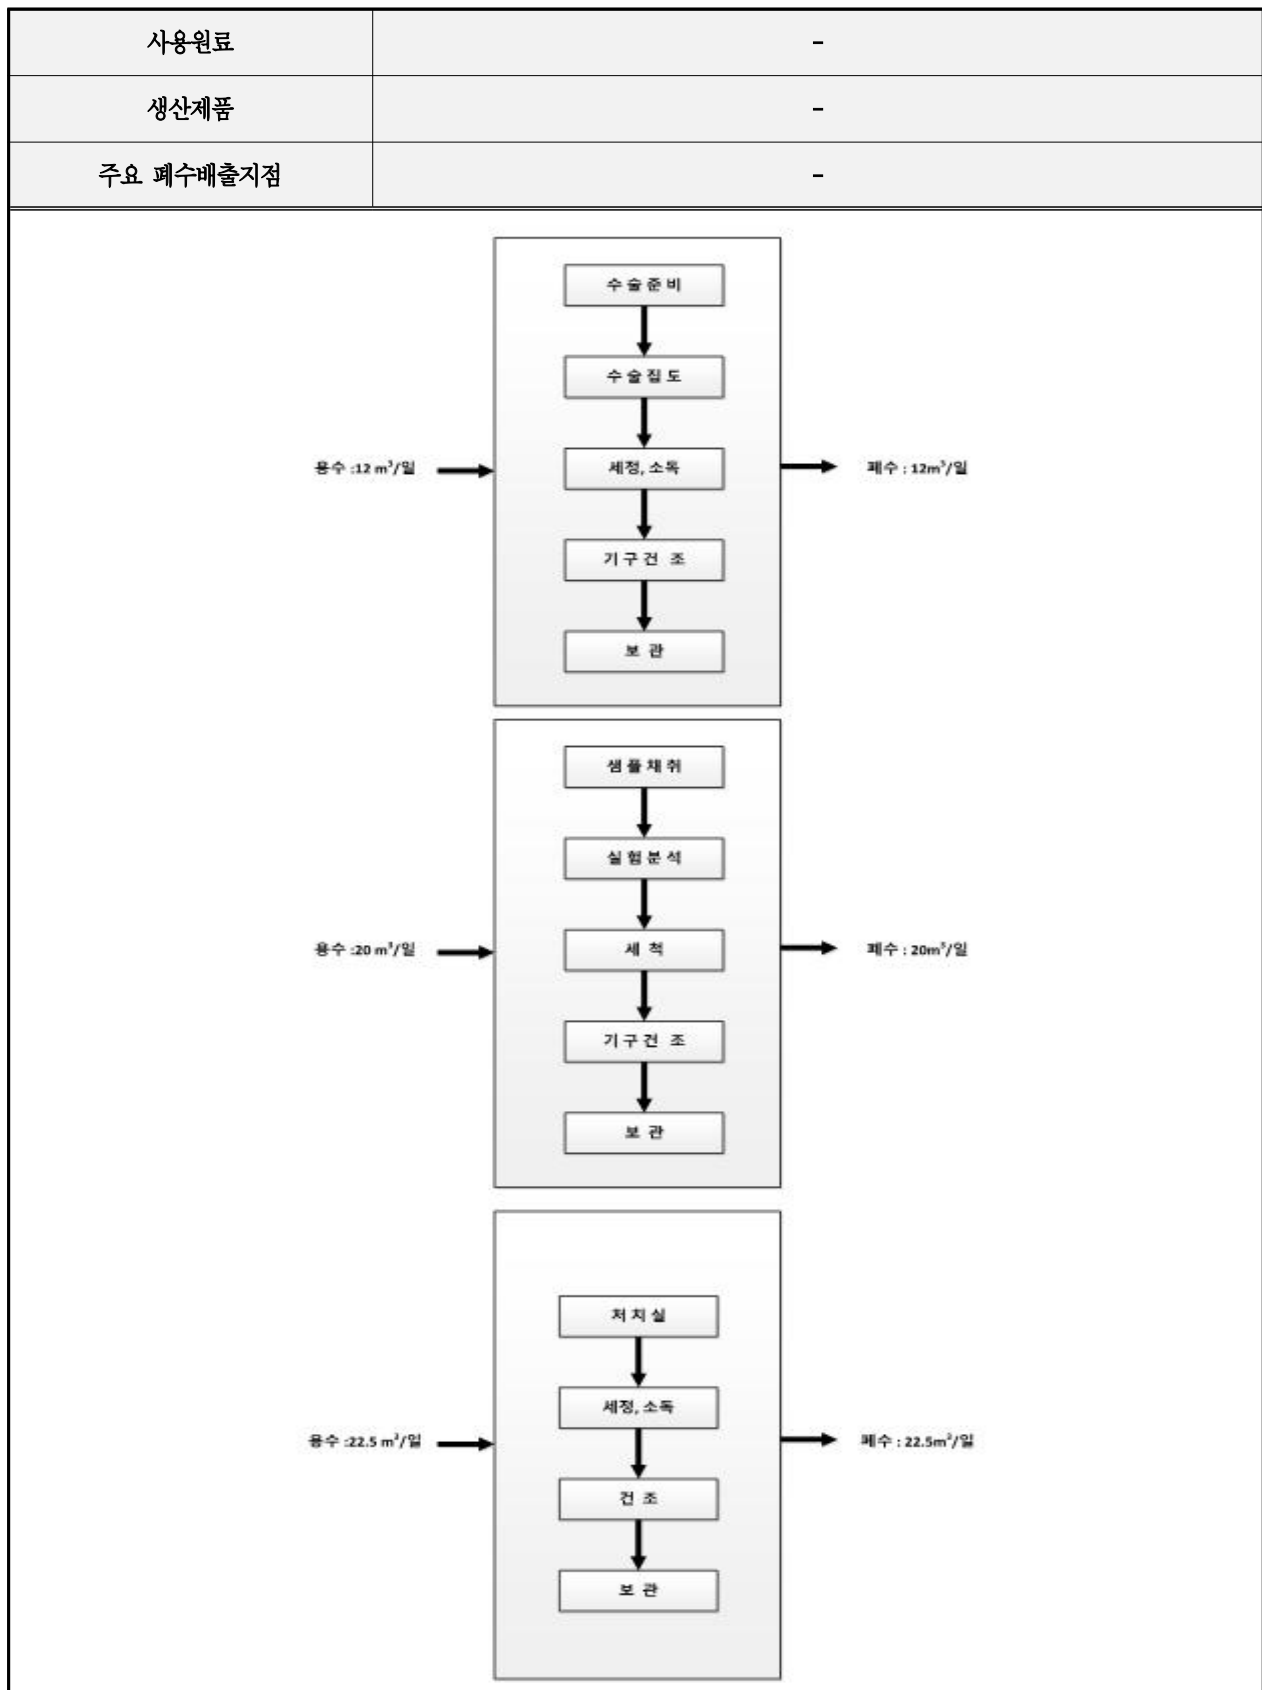 사용원료 -
생산제품 -
주요 폐수배출지점 -
수술준비
수술집도
용수 :12 m³/일
세정, 소독
폐수 : 12m³/일
기구건 조
보 관
샘플채취
실험분석
용수 :20 m³/일
세 척
폐수 : 20m³/일
기구건 조
보 관
처치실
세정, 소독
용수 :22.5 m³/일
폐수 : 22.5m³/일
건 조
보 관